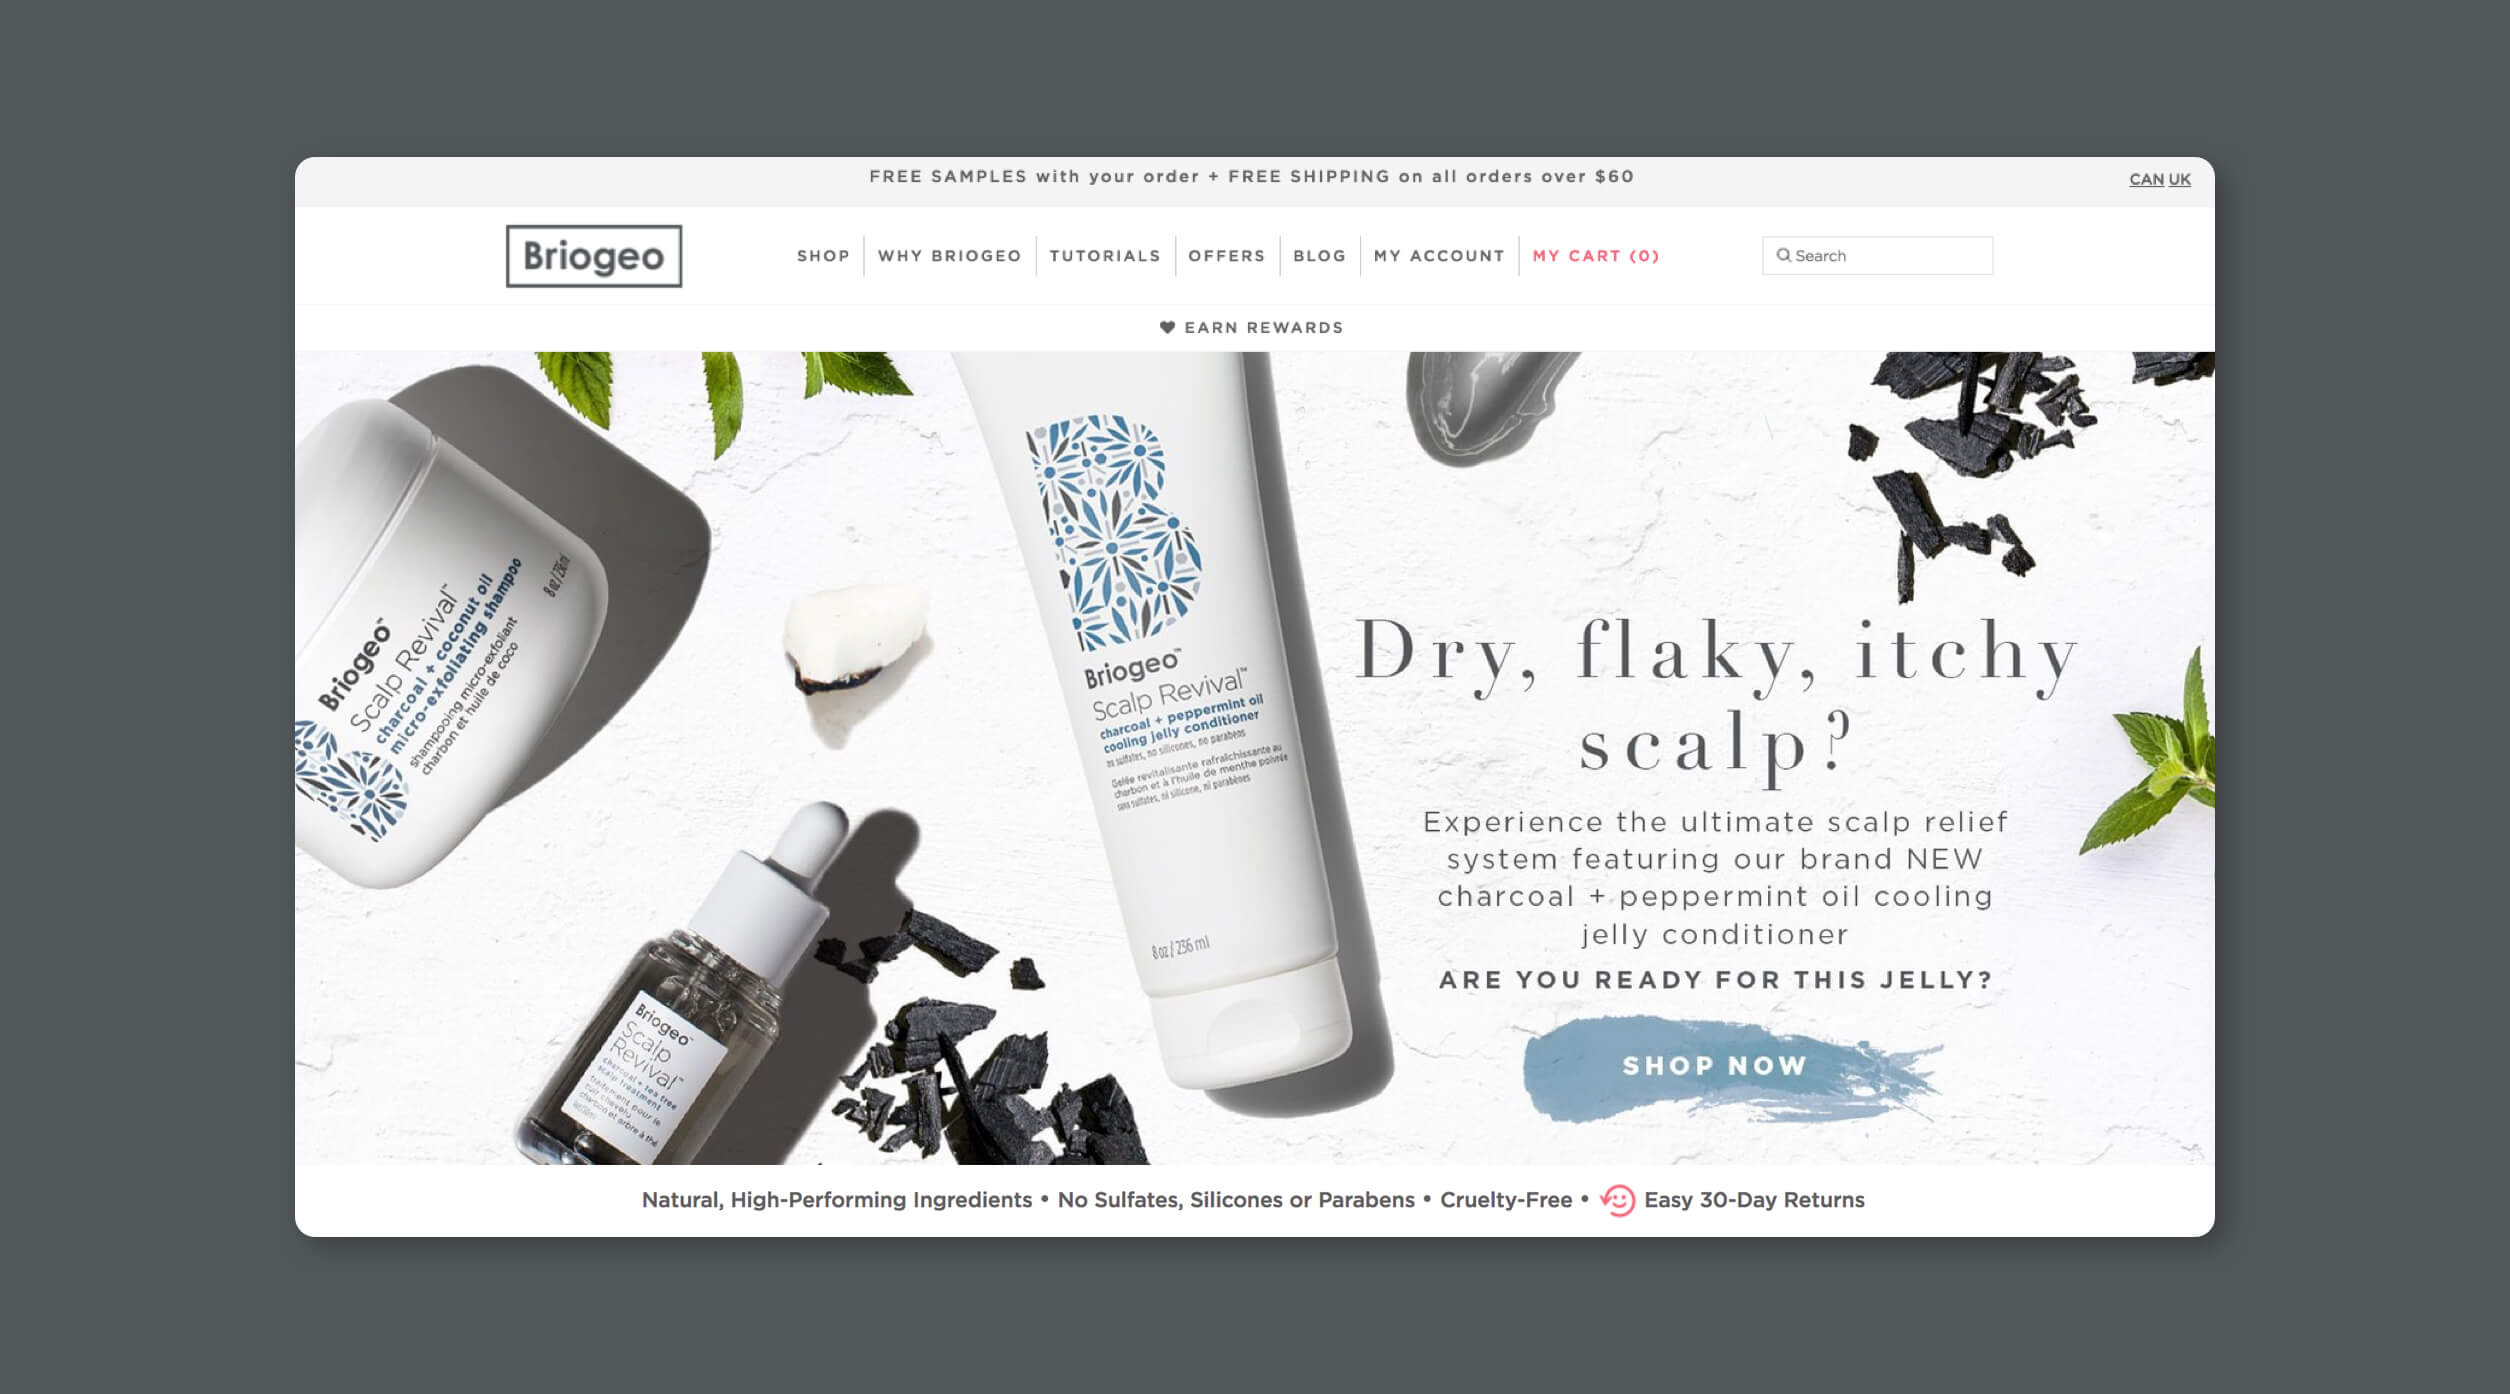 FREE SAMPLES with your order + FREE SHIPPING on all orders over $60
CAN UK
Briogeo
SHOP
WHY BRIOGEO
TUTORIALS
OFFERS
BLOG
MY ACCOUNT
MY CART (0)
Search
EARN REWARDS
Briogeo™
Scalp Revival™
charcoal + coconut oil
micro-exfoliating shampoo
shampooing micro-exfoliant
charbon et huile de coco
8 oz / 236 ml
B
Briogeo™
Scalp Revival™
charcoal + peppermint oil
cooling jelly conditioner
no sulfates, no silicones, no parabens
Gelée revitalisante rafraîchissante au
charbon et à l'huile de menthe poivrée
sans sulfates, ni silicone, ni parabènes
8 oz / 236 ml
Briogeo™
Scalp
Revival™
charcoal + tea tree
scalp treatment
traitement pour le
cuir chevelu
charbon et arbre à thé
Dry, flaky, itchy
scalp?
Experience the ultimate scalp relief
system featuring our brand NEW
charcoal + peppermint oil cooling
jelly conditioner
ARE YOU READY FOR THIS JELLY?
SHOP NOW
Natural, High-Performing Ingredients • No Sulfates, Silicones or Parabens • Cruelty-Free • Easy 30-Day Returns